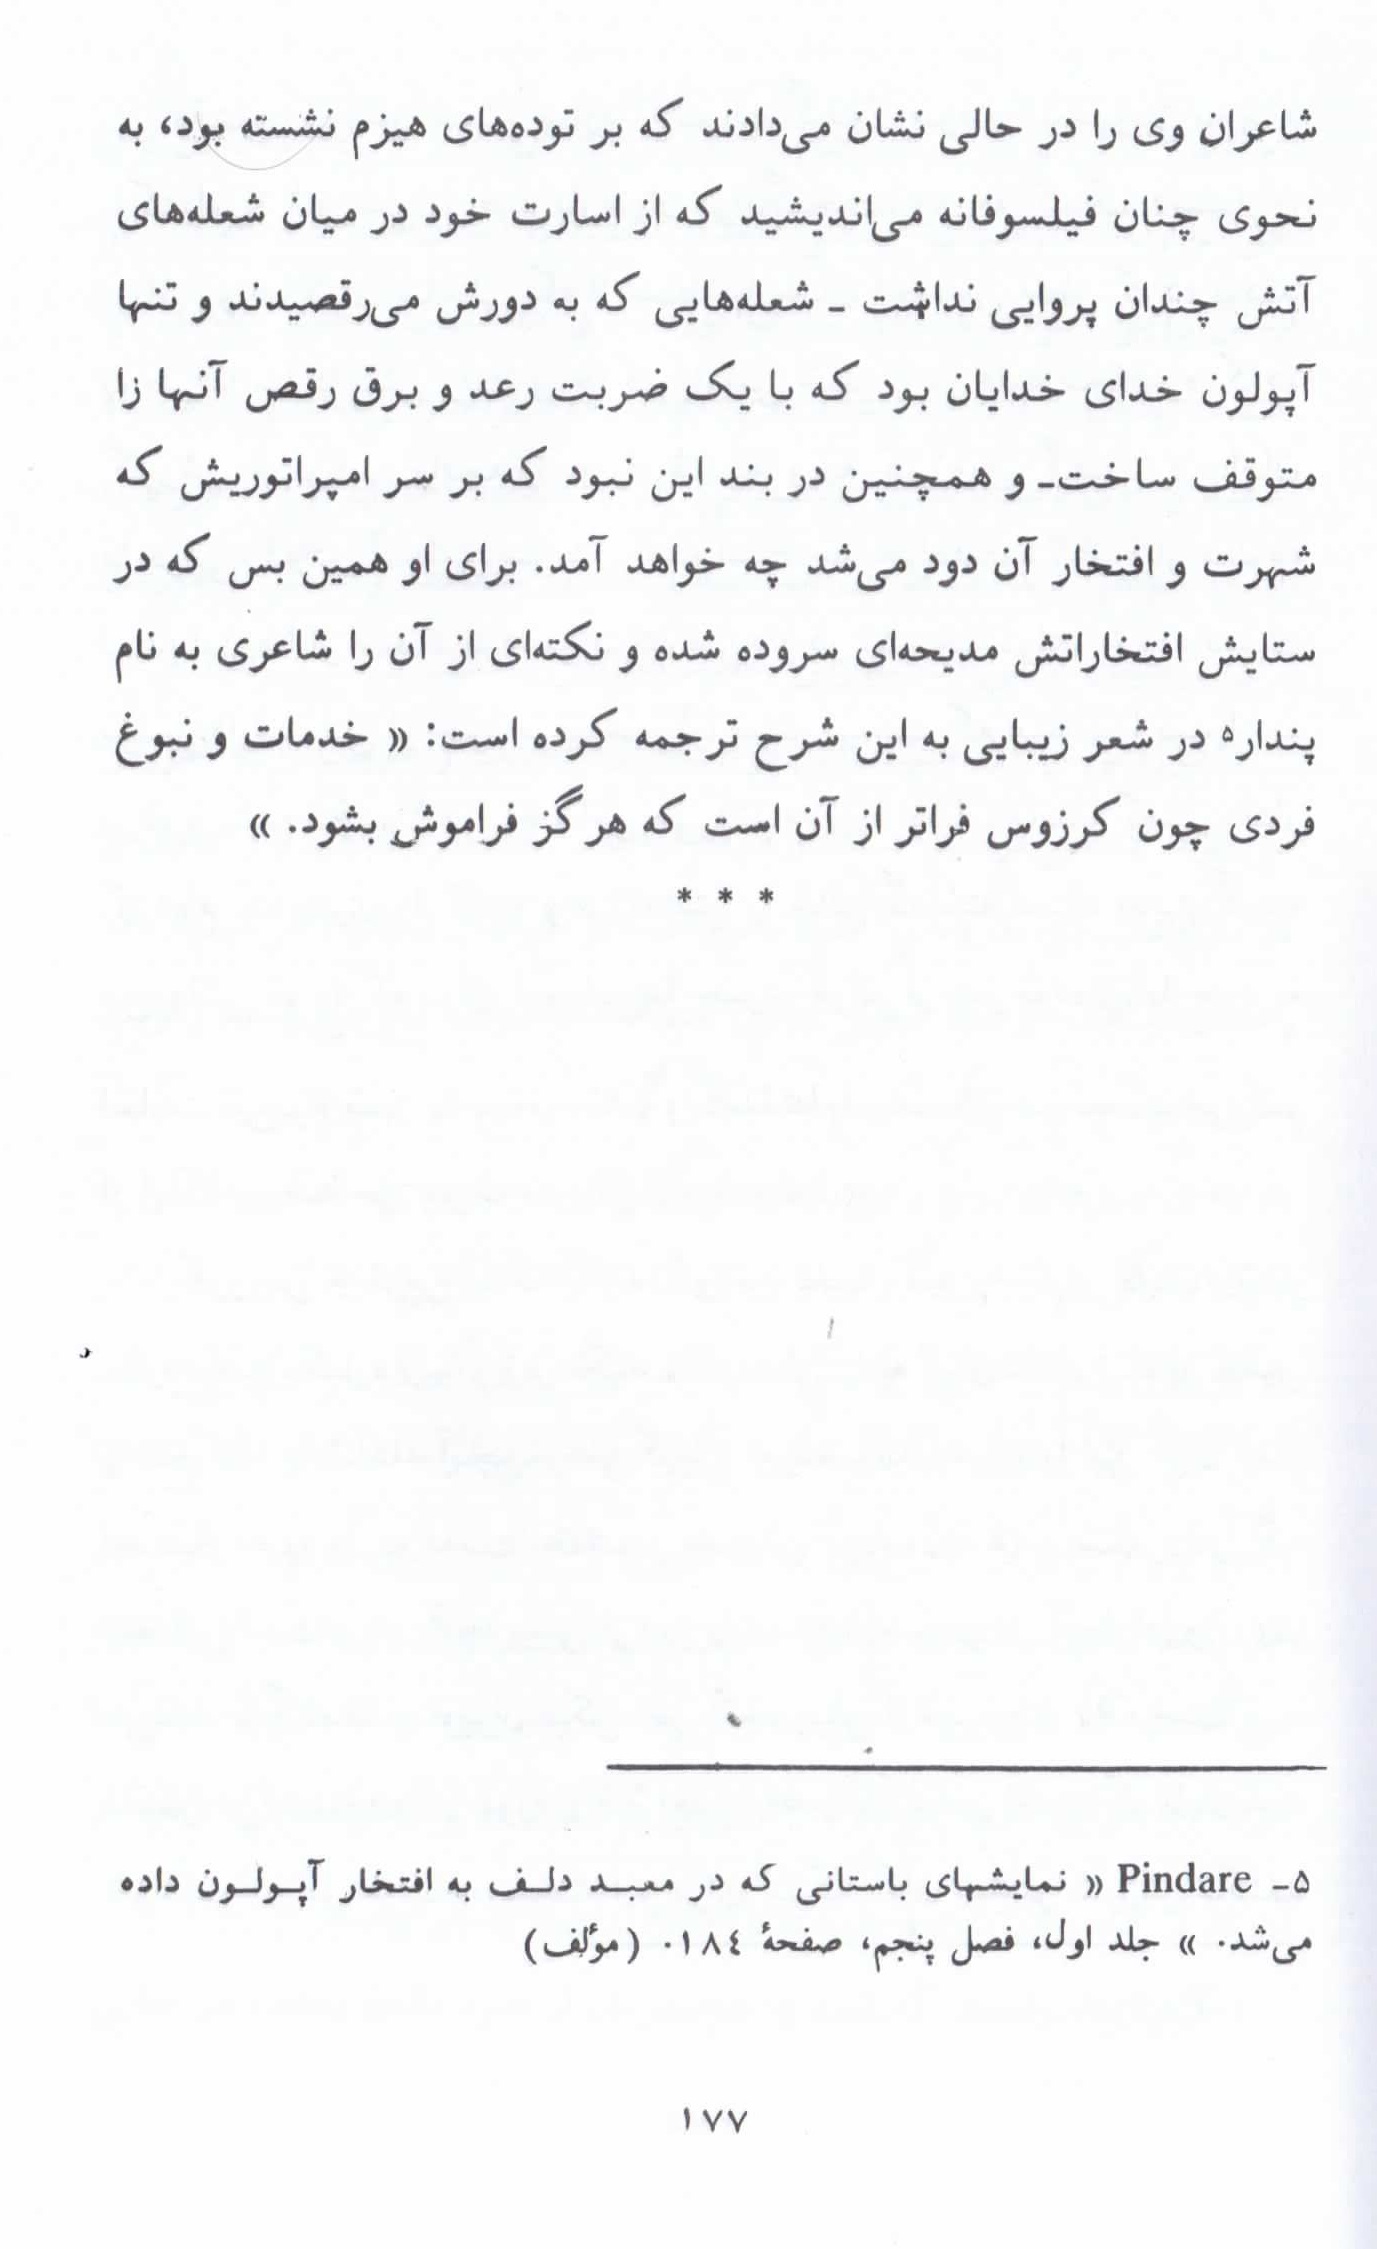 شاعران وی را در حالی نشان می‌دادند که بر توده‌های هیزم نشسته بود، به
نحوی چنان فیلسوفانه می‌اندیشید که از اسارت خود در میان شعله‌های
آتش چندان پروایی نداشت ـ شعله‌هایی که به دورش می‌رقصیدند و تنها
آپولون خدای خدایان بود که با یک ضربت رعد و برق رقص آنها را
متوقف ساخت‌ـ و همچنین در بند این نبود که بر سر امپراتوریش که
شهرت و افتخار آن دود می‌شد چه خواهد آمد. برای او همین بس که در
ستایش افتخاراتش مدیحه‌ای سروده شده و نکته‌ای از آن را شاعری به نام
پنداره⁵ در شعر زیبایی به این شرح ترجمه کرده است: « خدمات و نبوغ
فردی چون کرزوس فراتر از آن است که هرگز فراموش بشود. »
* * *
۵ـ Pindare « نمایشهای باستانی که در معبد دلف به افتخار آپولون داده
می‌شد. » جلد اول، فصل پنجم، صفحهٔ ۱۸۴. (مؤلف)
۱۷۷